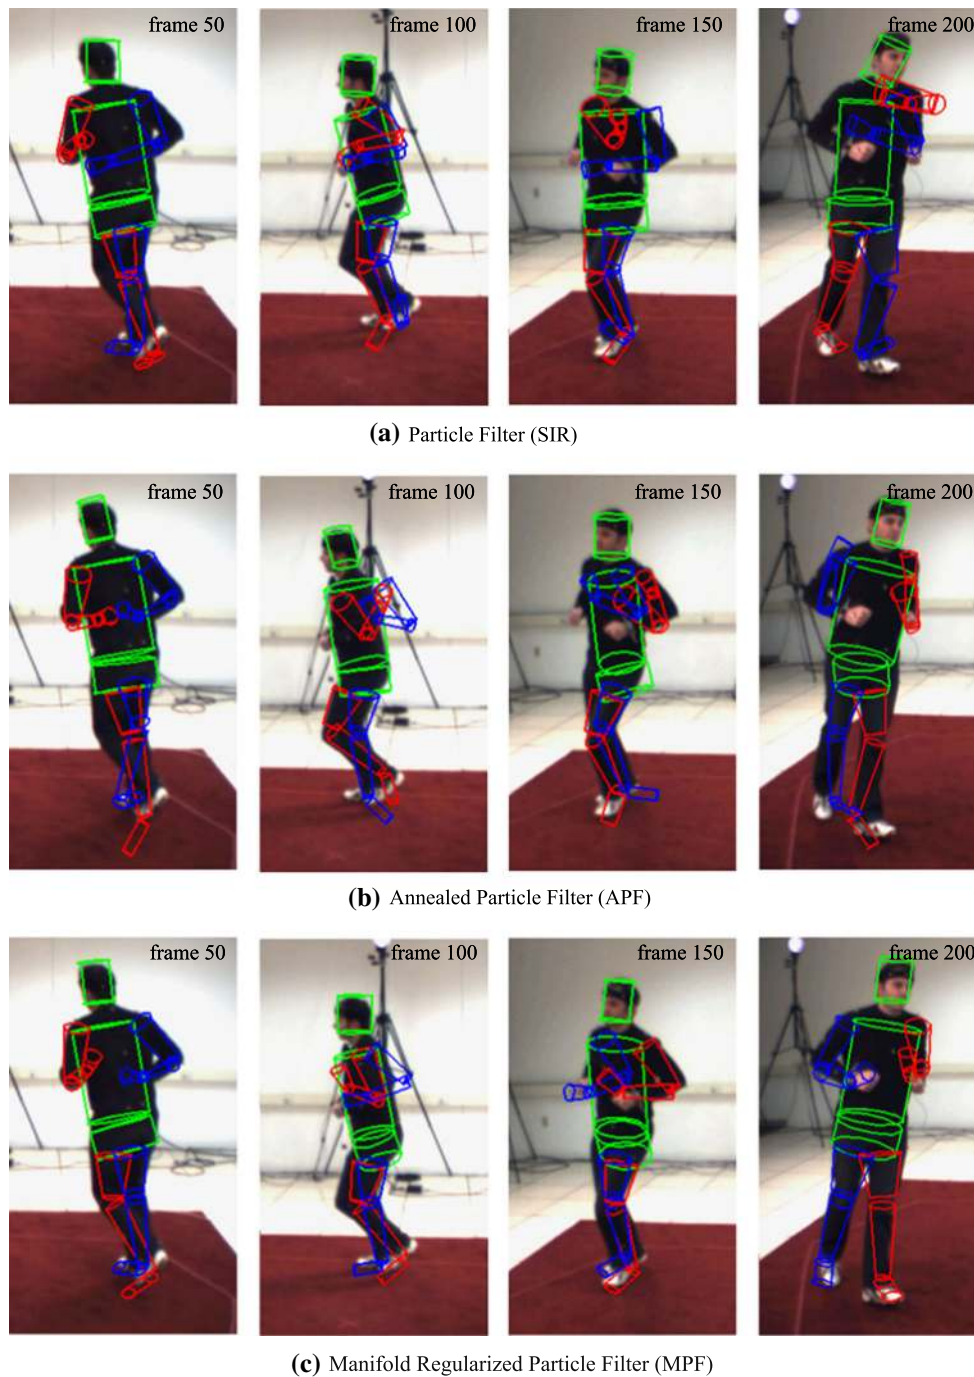 frame 50
frame 100
frame 150
frame 200
(a) Particle Filter (SIR)
frame 50
frame 100
frame 150
frame 200
(b) Annealed Particle Filter (APF)
frame 50
frame 100
frame 150
frame 200
(c) Manifold Regularized Particle Filter (MPF)